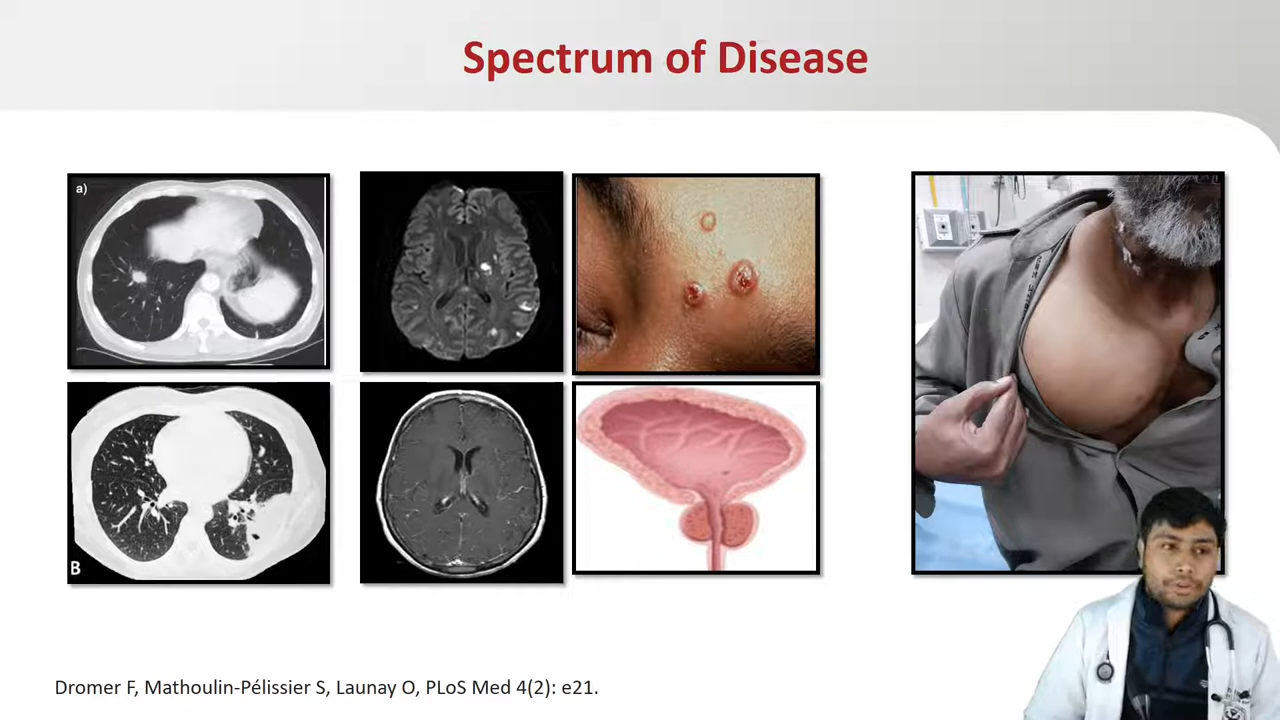 Spectrum of Disease
a)
B
Dromer F, Mathoulin-Pélissier S, Launay O, PLoS Med 4(2): e21.